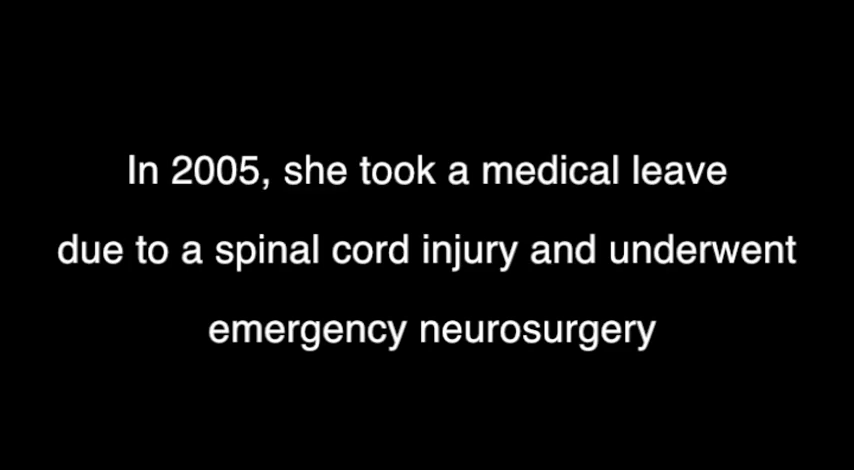 In 2005, she took a medical leave
due to a spinal cord injury and underwent
emergency neurosurgery